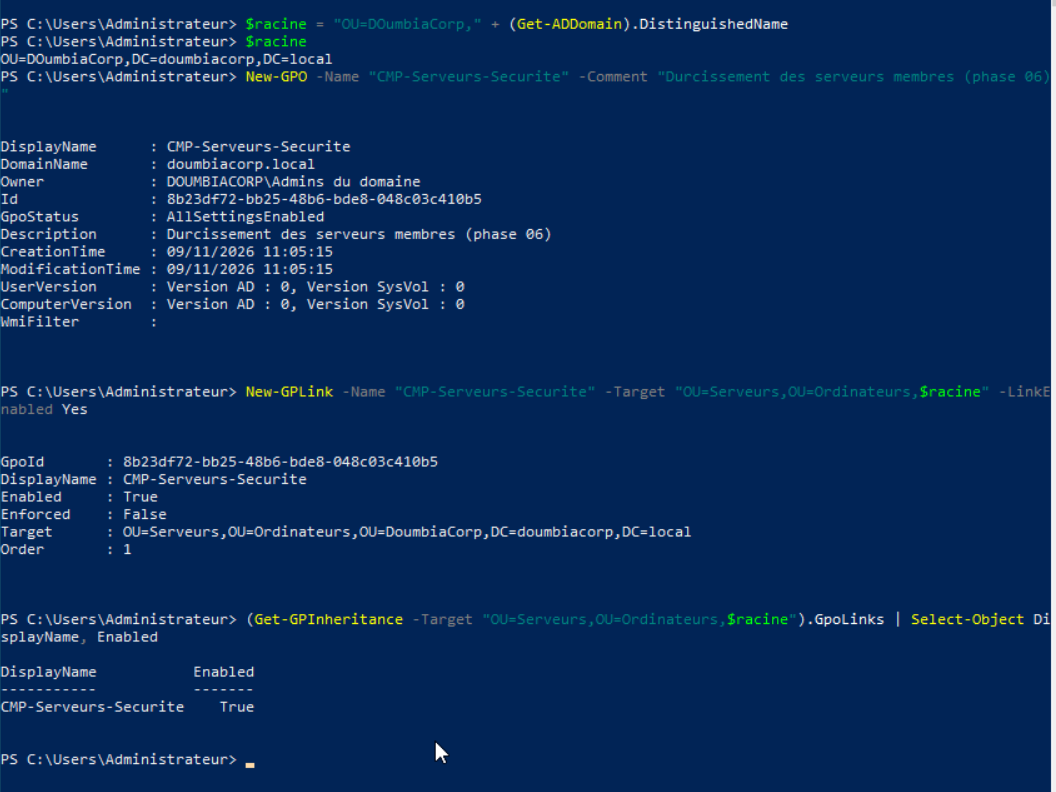 PS C:\Users\Administrateur> $racine = "OU=DOumbiaCorp," + (Get-ADDomain).DistinguishedName
PS C:\Users\Administrateur> $racine
OU=DOumbiaCorp,DC=doumbiacorp,DC=local
PS C:\Users\Administrateur> New-GPO -Name "CMP-Serveurs-Securite" -Comment "Durcissement des serveurs membres (phase 06)
"
DisplayName      : CMP-Serveurs-Securite
DomainName       : doumbiacorp.local
Owner            : DOUMBIACORP\Admins du domaine
Id               : 8b23df72-bb25-48b6-bde8-048c03c410b5
GpoStatus        : AllSettingsEnabled
Description      : Durcissement des serveurs membres (phase 06)
CreationTime     : 09/11/2026 11:05:15
ModificationTime : 09/11/2026 11:05:15
UserVersion      : Version AD : 0, Version SysVol : 0
ComputerVersion  : Version AD : 0, Version SysVol : 0
WmiFilter        :
PS C:\Users\Administrateur> New-GPLink -Name "CMP-Serveurs-Securite" -Target "OU=Serveurs,OU=Ordinateurs,$racine" -LinkE
nabled Yes
GpoId       : 8b23df72-bb25-48b6-bde8-048c03c410b5
DisplayName : CMP-Serveurs-Securite
Enabled     : True
Enforced    : False
Target      : OU=Serveurs,OU=Ordinateurs,OU=DoumbiaCorp,DC=doumbiacorp,DC=local
Order       : 1
PS C:\Users\Administrateur> (Get-GPInheritance -Target "OU=Serveurs,OU=Ordinateurs,$racine").GpoLinks | Select-Object Di
splayName, Enabled
DisplayName           Enabled
-----------           -------
CMP-Serveurs-Securite    True
PS C:\Users\Administrateur>